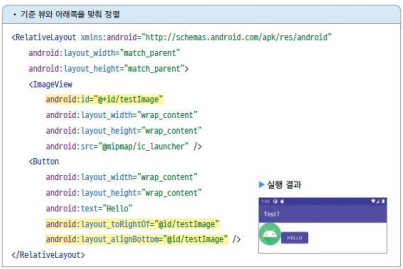 • 기준 뷰와 아래쪽을 맞춰 정렬
<RelativeLayout xmlns:android="http://schemas.android.com/apk/res/android"
android:layout_width="match_parent"
android:layout_height="match_parent">
<ImageView
android:id="@+id/testImage"
android:layout_width="wrap_content"
android:layout_height="wrap_content"
android:src="@mipmap/ic_launcher" />
<Button
android:layout_width="wrap_content"
android:layout_height="wrap_content"
android:text="Hello"
android:layout_toRightOf="@id/testImage"
android:layout_alignBottom="@id/testImage" />
</RelativeLayout>
▶ 실행 결과
Test7
HELLO